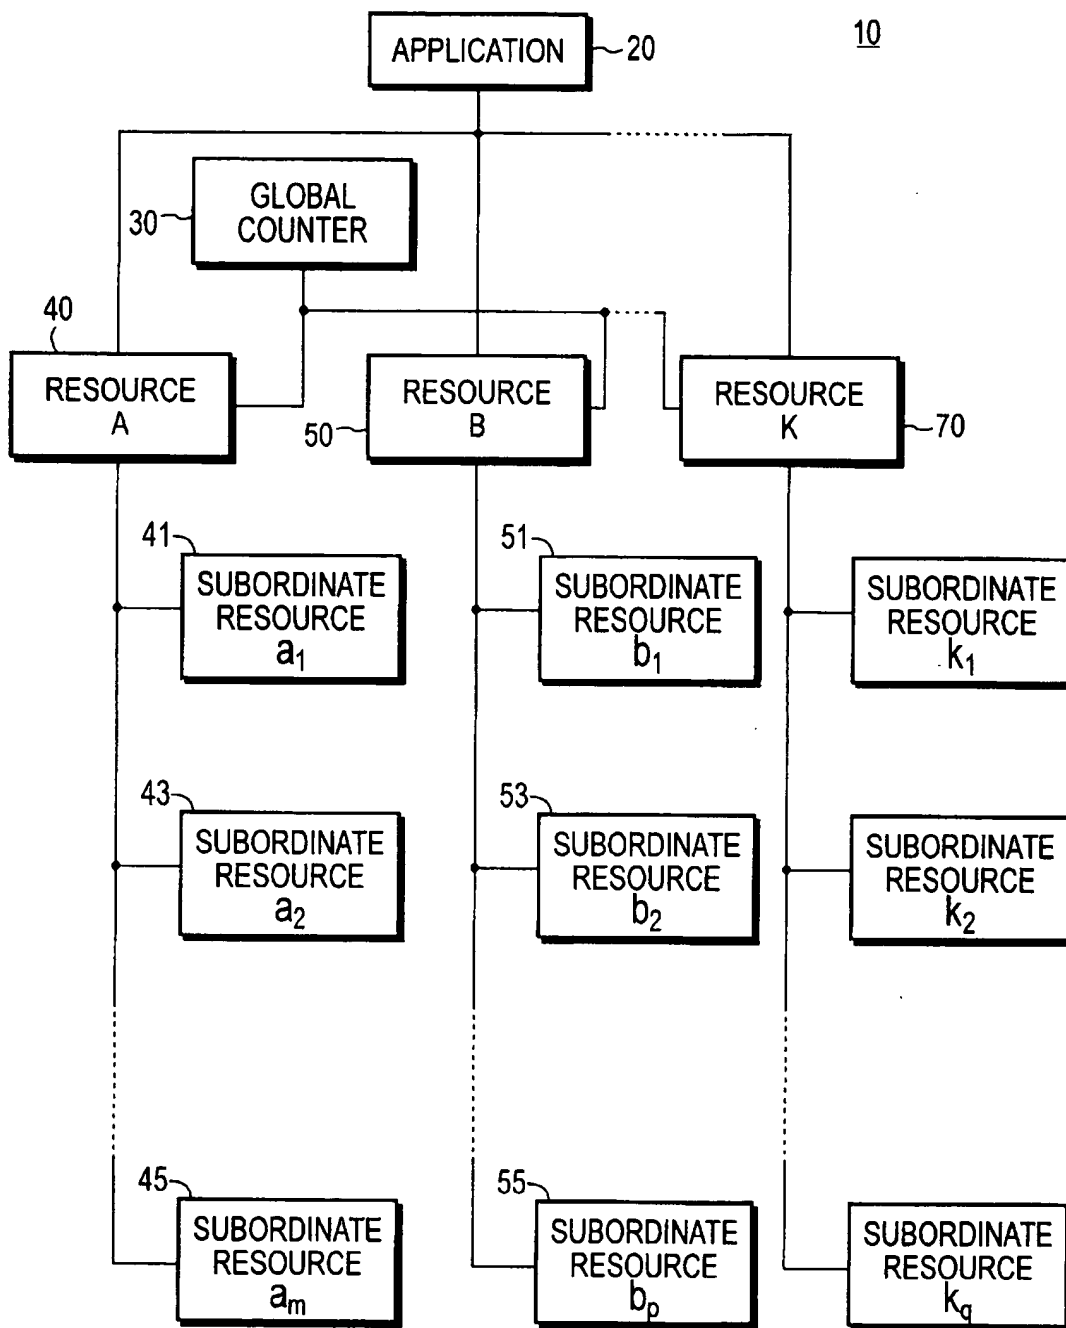 APPLICATION
20
10
GLOBAL
COUNTER
30
40
RESOURCE
A
RESOURCE
B
50
RESOURCE
K
70
41
SUBORDINATE
RESOURCE
a₁
51
SUBORDINATE
RESOURCE
b₁
SUBORDINATE
RESOURCE
k₁
43
SUBORDINATE
RESOURCE
a₂
53
SUBORDINATE
RESOURCE
b₂
SUBORDINATE
RESOURCE
k₂
45
SUBORDINATE
RESOURCE
aₘ
55
SUBORDINATE
RESOURCE
bₚ
SUBORDINATE
RESOURCE
k_q